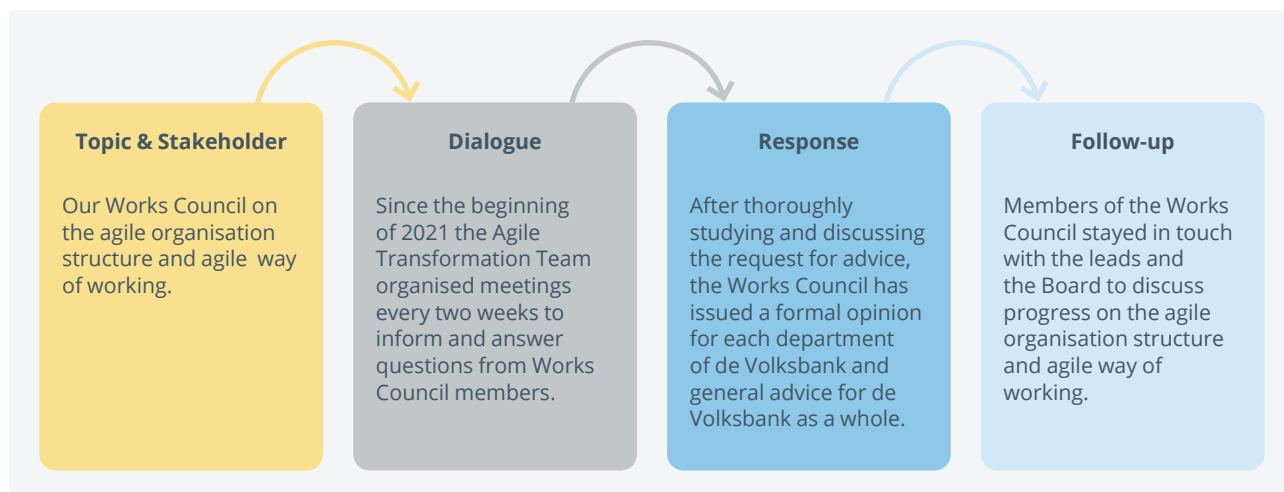 Topic & Stakeholder
Our Works Council on
the agile organisation
structure and agile way
of working.
Dialogue
Since the beginning
of 2021 the Agile
Transformation Team
organised meetings
every two weeks to
inform and answer
questions from Works
Council members.
Response
After thoroughly
studying and discussing
the request for advice,
the Works Council has
issued a formal opinion
for each department
of de Volksbank and
general advice for de
Volksbank as a whole.
Follow-up
Members of the Works
Council stayed in touch
with the leads and
the Board to discuss
progress on the agile
organisation structure
and agile way of
working.